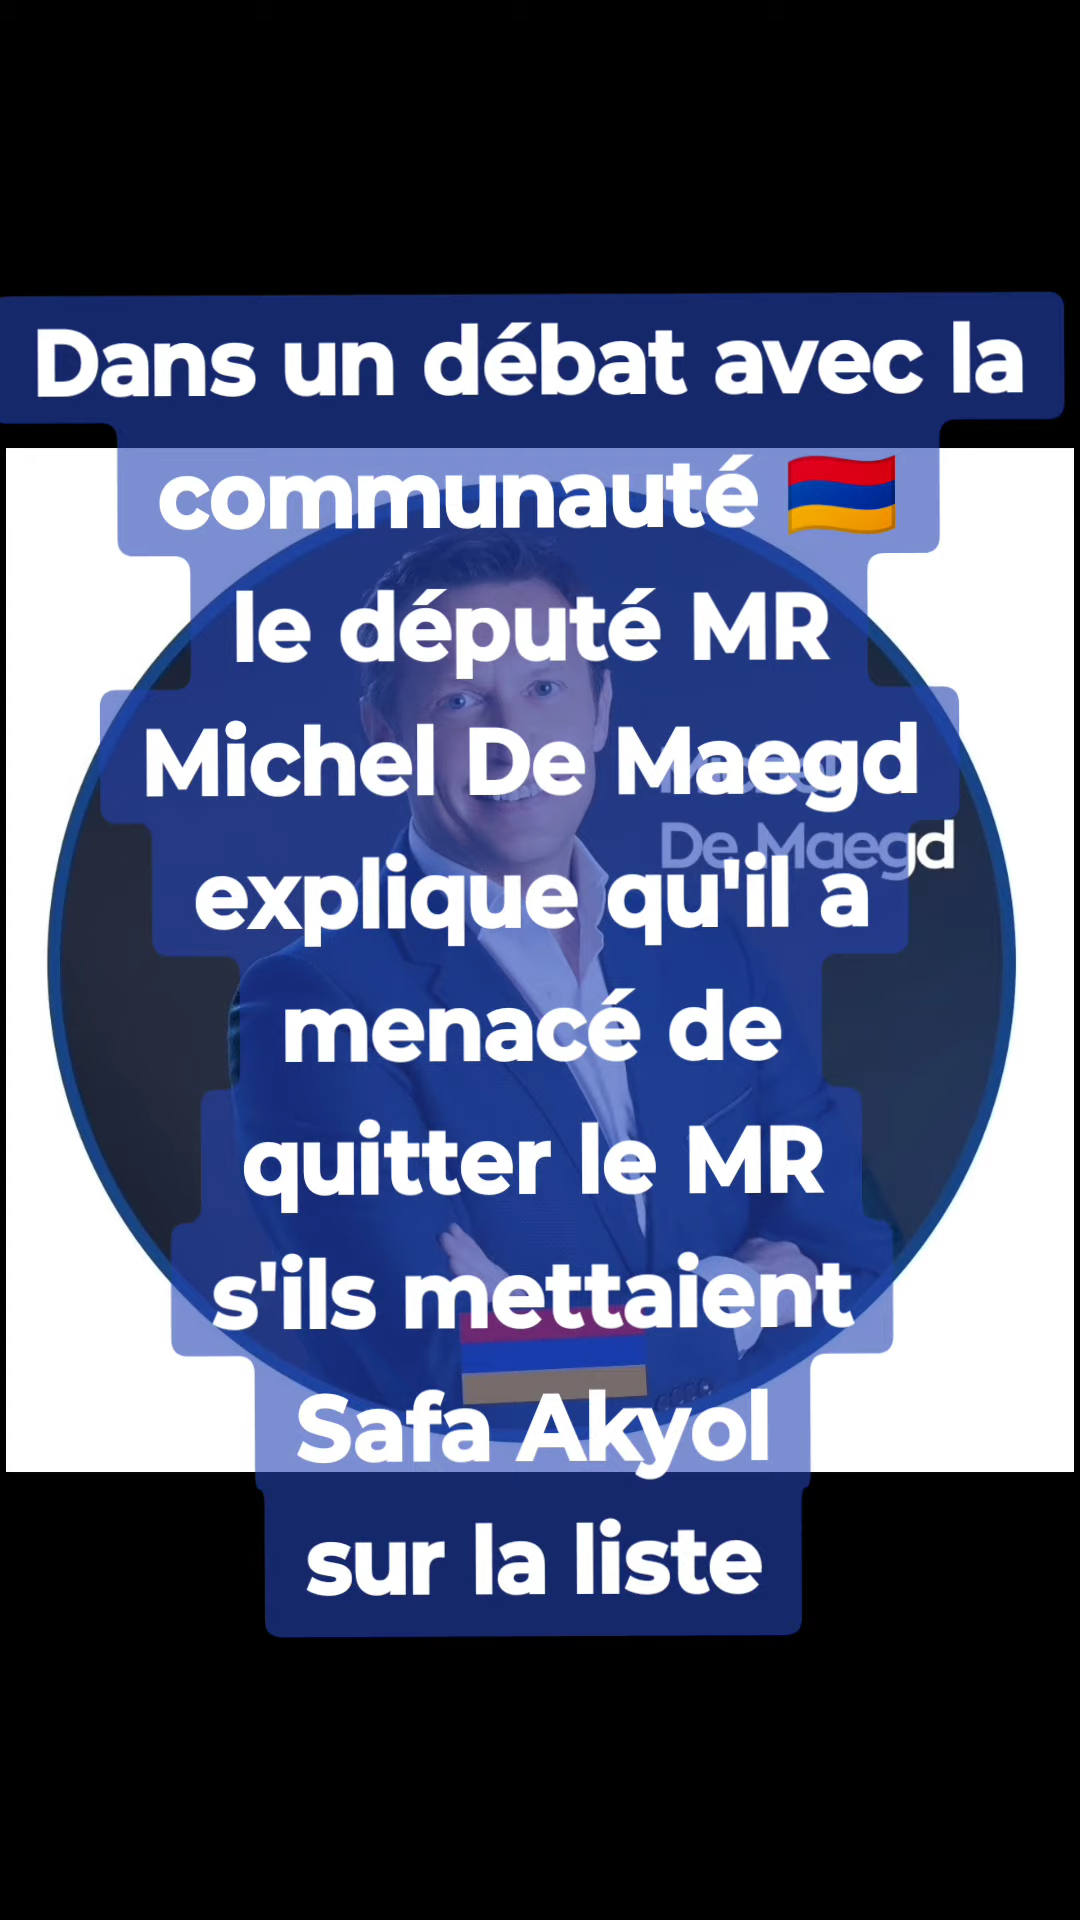 Dans un débat avec la
communauté 🇦🇲
le député MR
Michel De Maegd
De Maegd
explique qu'il a
menacé de
quitter le MR
s'ils mettaient
Safa Akyol
sur la liste